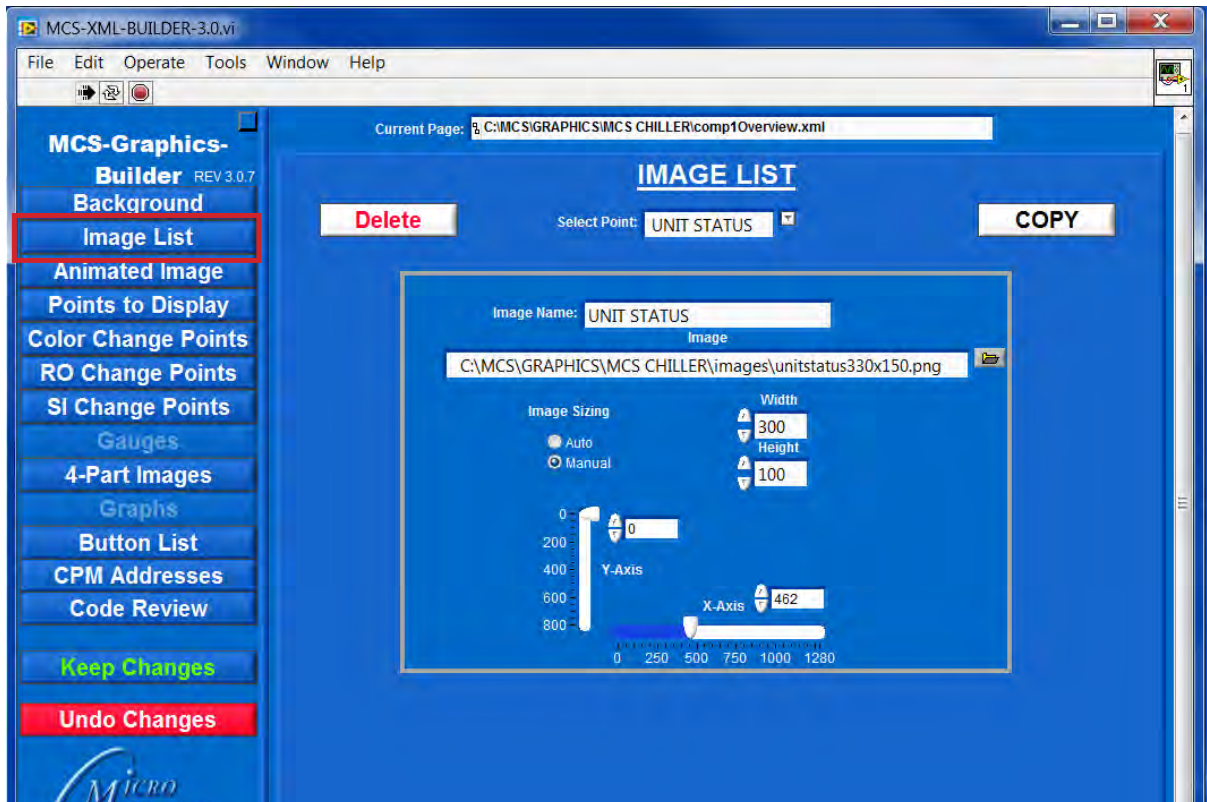 MCS-XML-BUILDER-3.0.vi
File Edit Operate Tools Window Help
1
MCS-Graphics-
Builder REV 3.0.7
Background
Image List
Animated Image
Points to Display
Color Change Points
RO Change Points
SI Change Points
Gauges
4-Part Images
Graphs
Button List
CPM Addresses
Code Review
Keep Changes
Undo Changes
MICRO
Current Page: C:\MCS\GRAPHICS\MCS CHILLER\comp1Overview.xml
IMAGE LIST
Delete
Select Point: UNIT STATUS
COPY
Image Name: UNIT STATUS
Image
C:\MCS\GRAPHICS\MCS CHILLER\images\unitstatus330x150.png
Image Sizing
Auto
Manual
Width
300
Height
100
0
200
400
600
800
0
Y-Axis
X-Axis 462
0 250 500 750 1000 1280